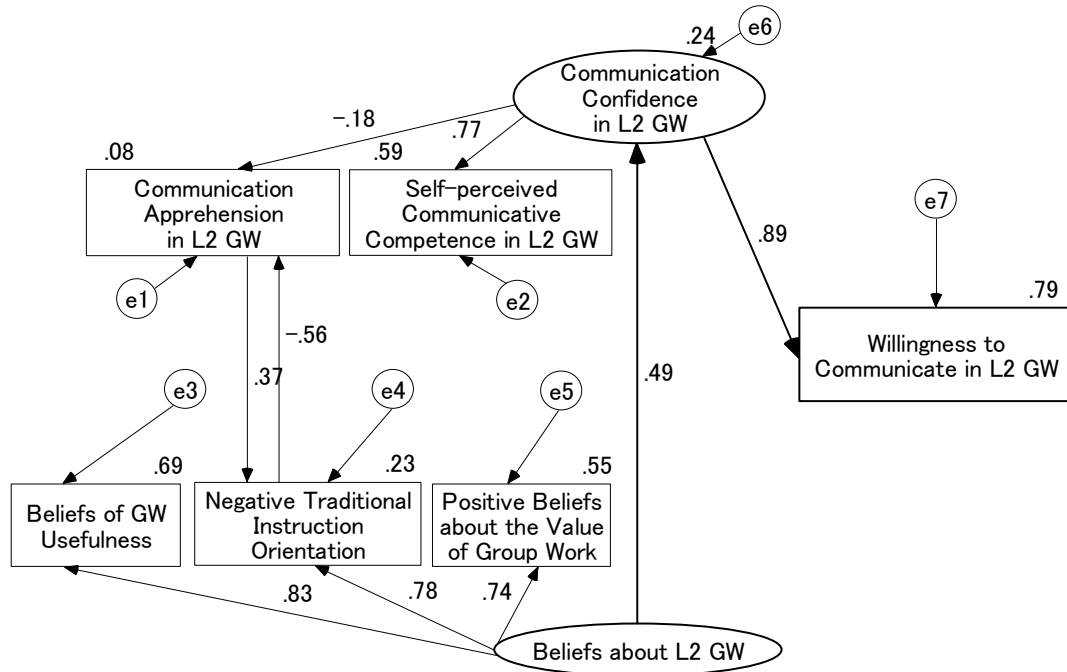 e6
.24
Communication
Confidence
in L2 GW
-.18
.77
.08
.59
Communication
Apprehension
in L2 GW
Self-perceived
Communicative
Competence in L2 GW
e7
.89
e1
e2
.79
-.56
Willingness to
Communicate in L2 GW
.49
.37
e3
e4
e5
.69
.23
.55
Beliefs of GW
Usefulness
Negative Traditional
Instruction
Orientation
Positive Beliefs
about the Value
of Group Work
.83
.78
.74
Beliefs about L2 GW